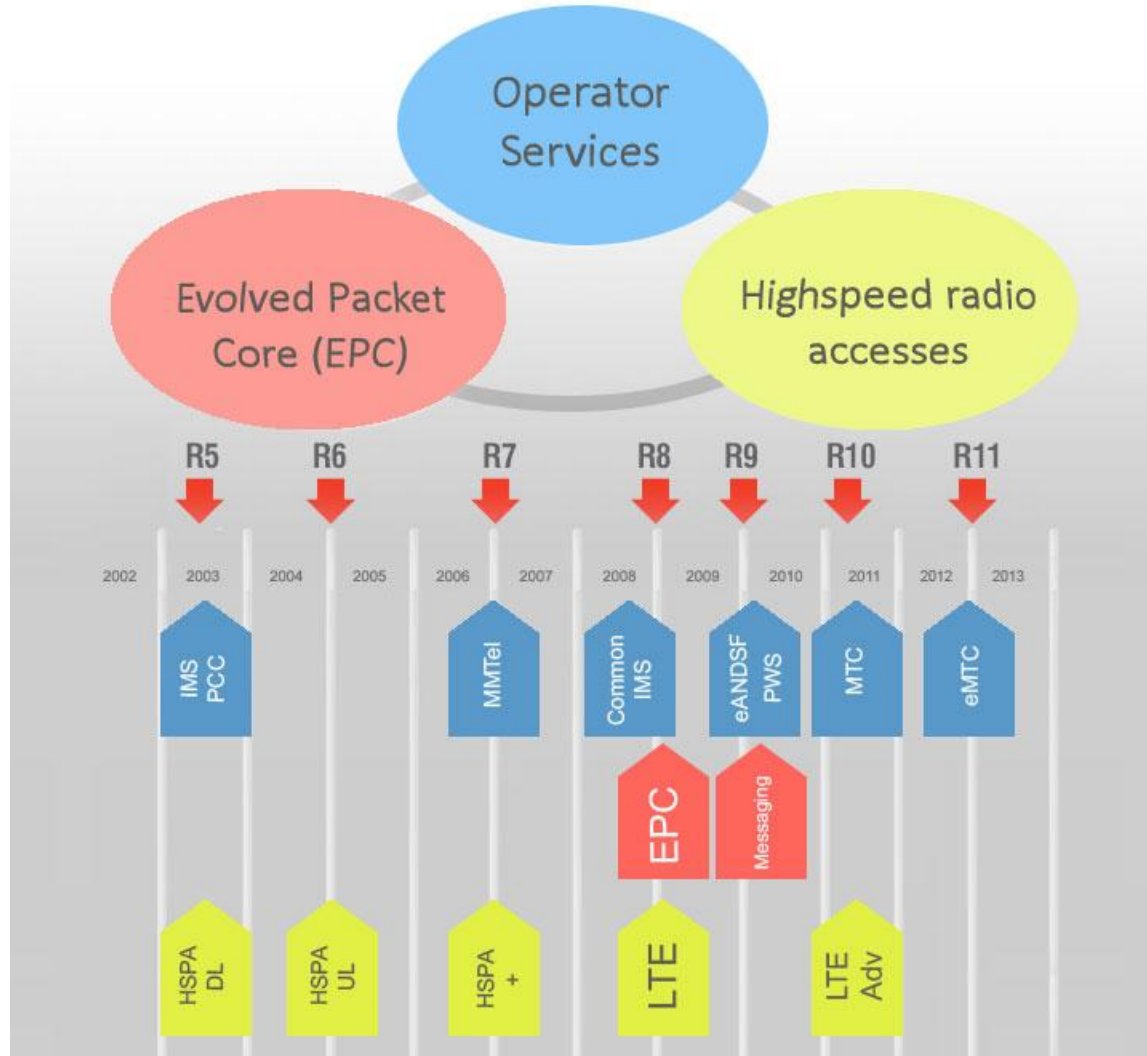 Operator
Services
Evolved Packet
Core (EPC)
Highspeed radio
accesses
R5 R6 R7 R8 R9 R10 R11
2002 2003 2004 2005 2006 2007 2008 2009 2010 2011 2012 2013
IMS
PCC
MMTel
Common
IMS
eANDSF
PWS
MTC
eMTC
EPC
Messaging
HSPA
DL
HSPA
UL
HSPA
+
LTE
LTE
Adv